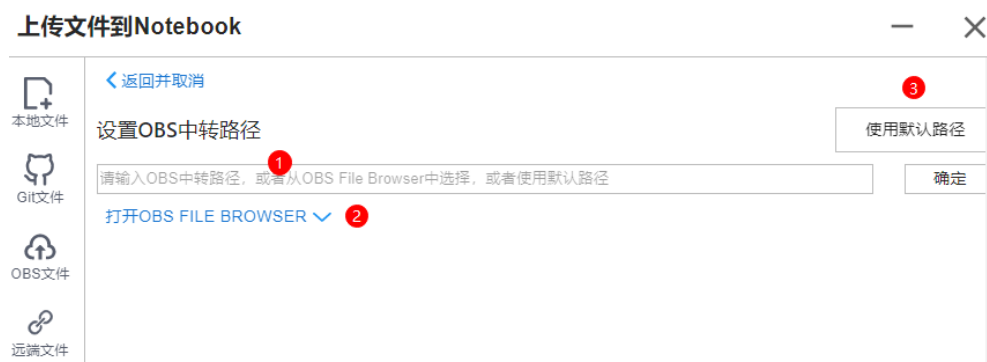 上传文件到Notebook
返回并取消
本地文件
3
设置OBS中转路径
使用默认路径
1
请输入OBS中转路径，或者从OBS File Browser中选择，或者使用默认路径
确定
Git文件
打开OBS FILE BROWSER
2
OBS文件
远端文件